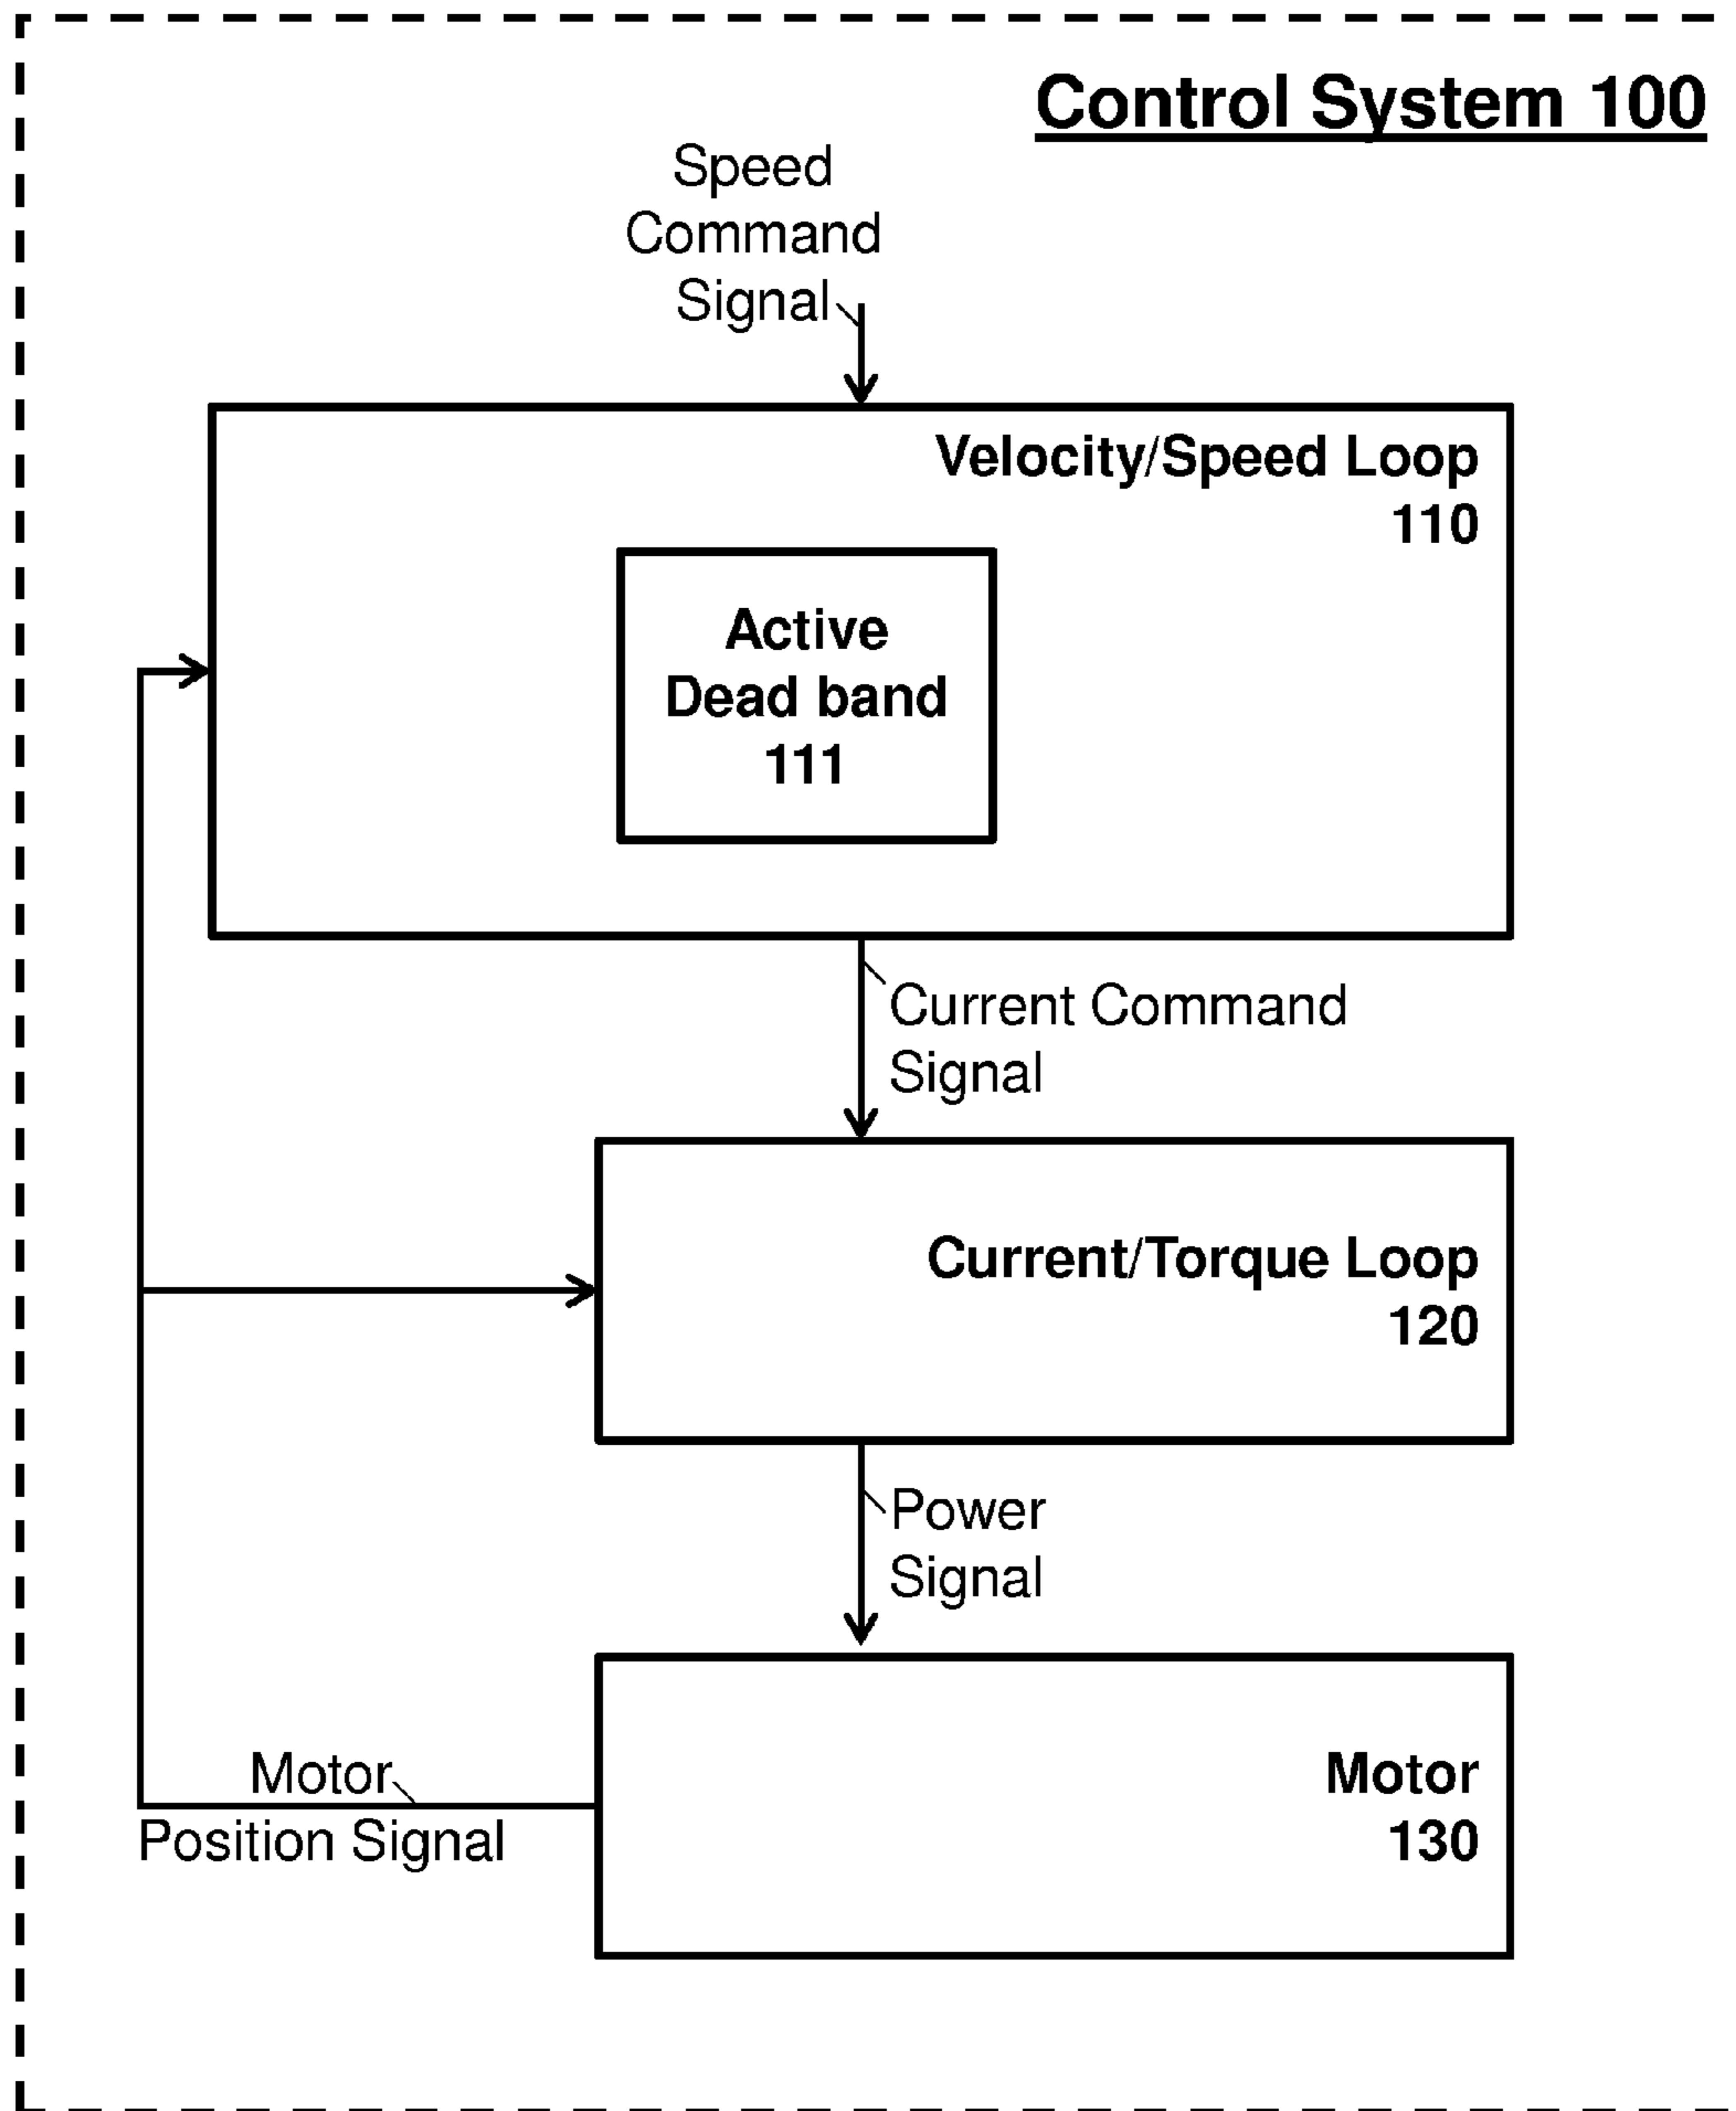 Control System 100
Speed
Command
Signal
Velocity/Speed Loop
110
Active
Dead band
111
Current Command
Signal
Current/Torque Loop
120
Power
Signal
Motor
Position Signal
Motor
130